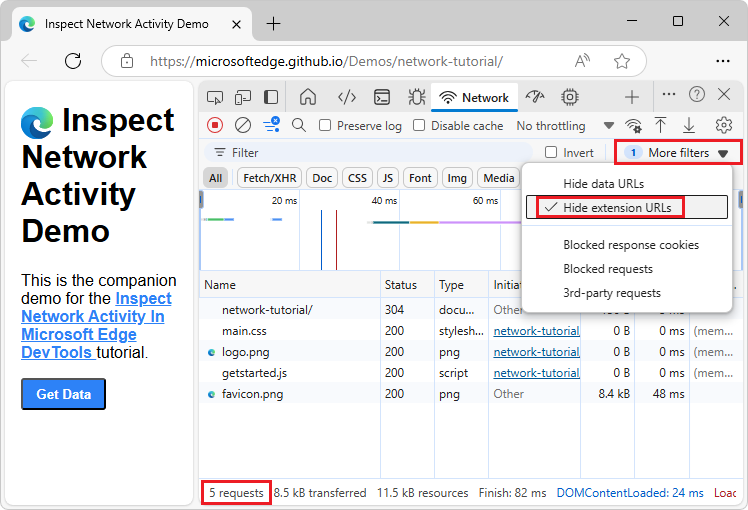 Inspect Network Activity Demo
https://microsoftedge.github.io/Demos/network-tutorial/
Inspect
Network
Activity
Demo
This is the companion
demo for the Inspect
Network Activity In
Microsoft Edge
DevTools tutorial.
Get Data
Network
Preserve log Disable cache No throttling
Filter Invert 1 More filters
All Fetch/XHR Doc CSS JS Font Img Media
Hide data URLs
Hide extension URLs
Blocked response cookies
Blocked requests
3rd-party requests
20 ms 40 ms 60 ms
Name Status Type
network-tutorial/ 304 docu... Other
main.css 200 stylesh... network-tutorial 0 B 0 ms (mem...
logo.png 200 png network-tutorial 0 B 0 ms (mem...
getstarted.js 200 script network-tutorial 0 B 0 ms (mem...
favicon.png 200 png Other 8.4 kB 48 ms
5 requests 8.5 kB transferred 11.5 kB resources Finish: 82 ms DOMContentLoaded: 24 ms